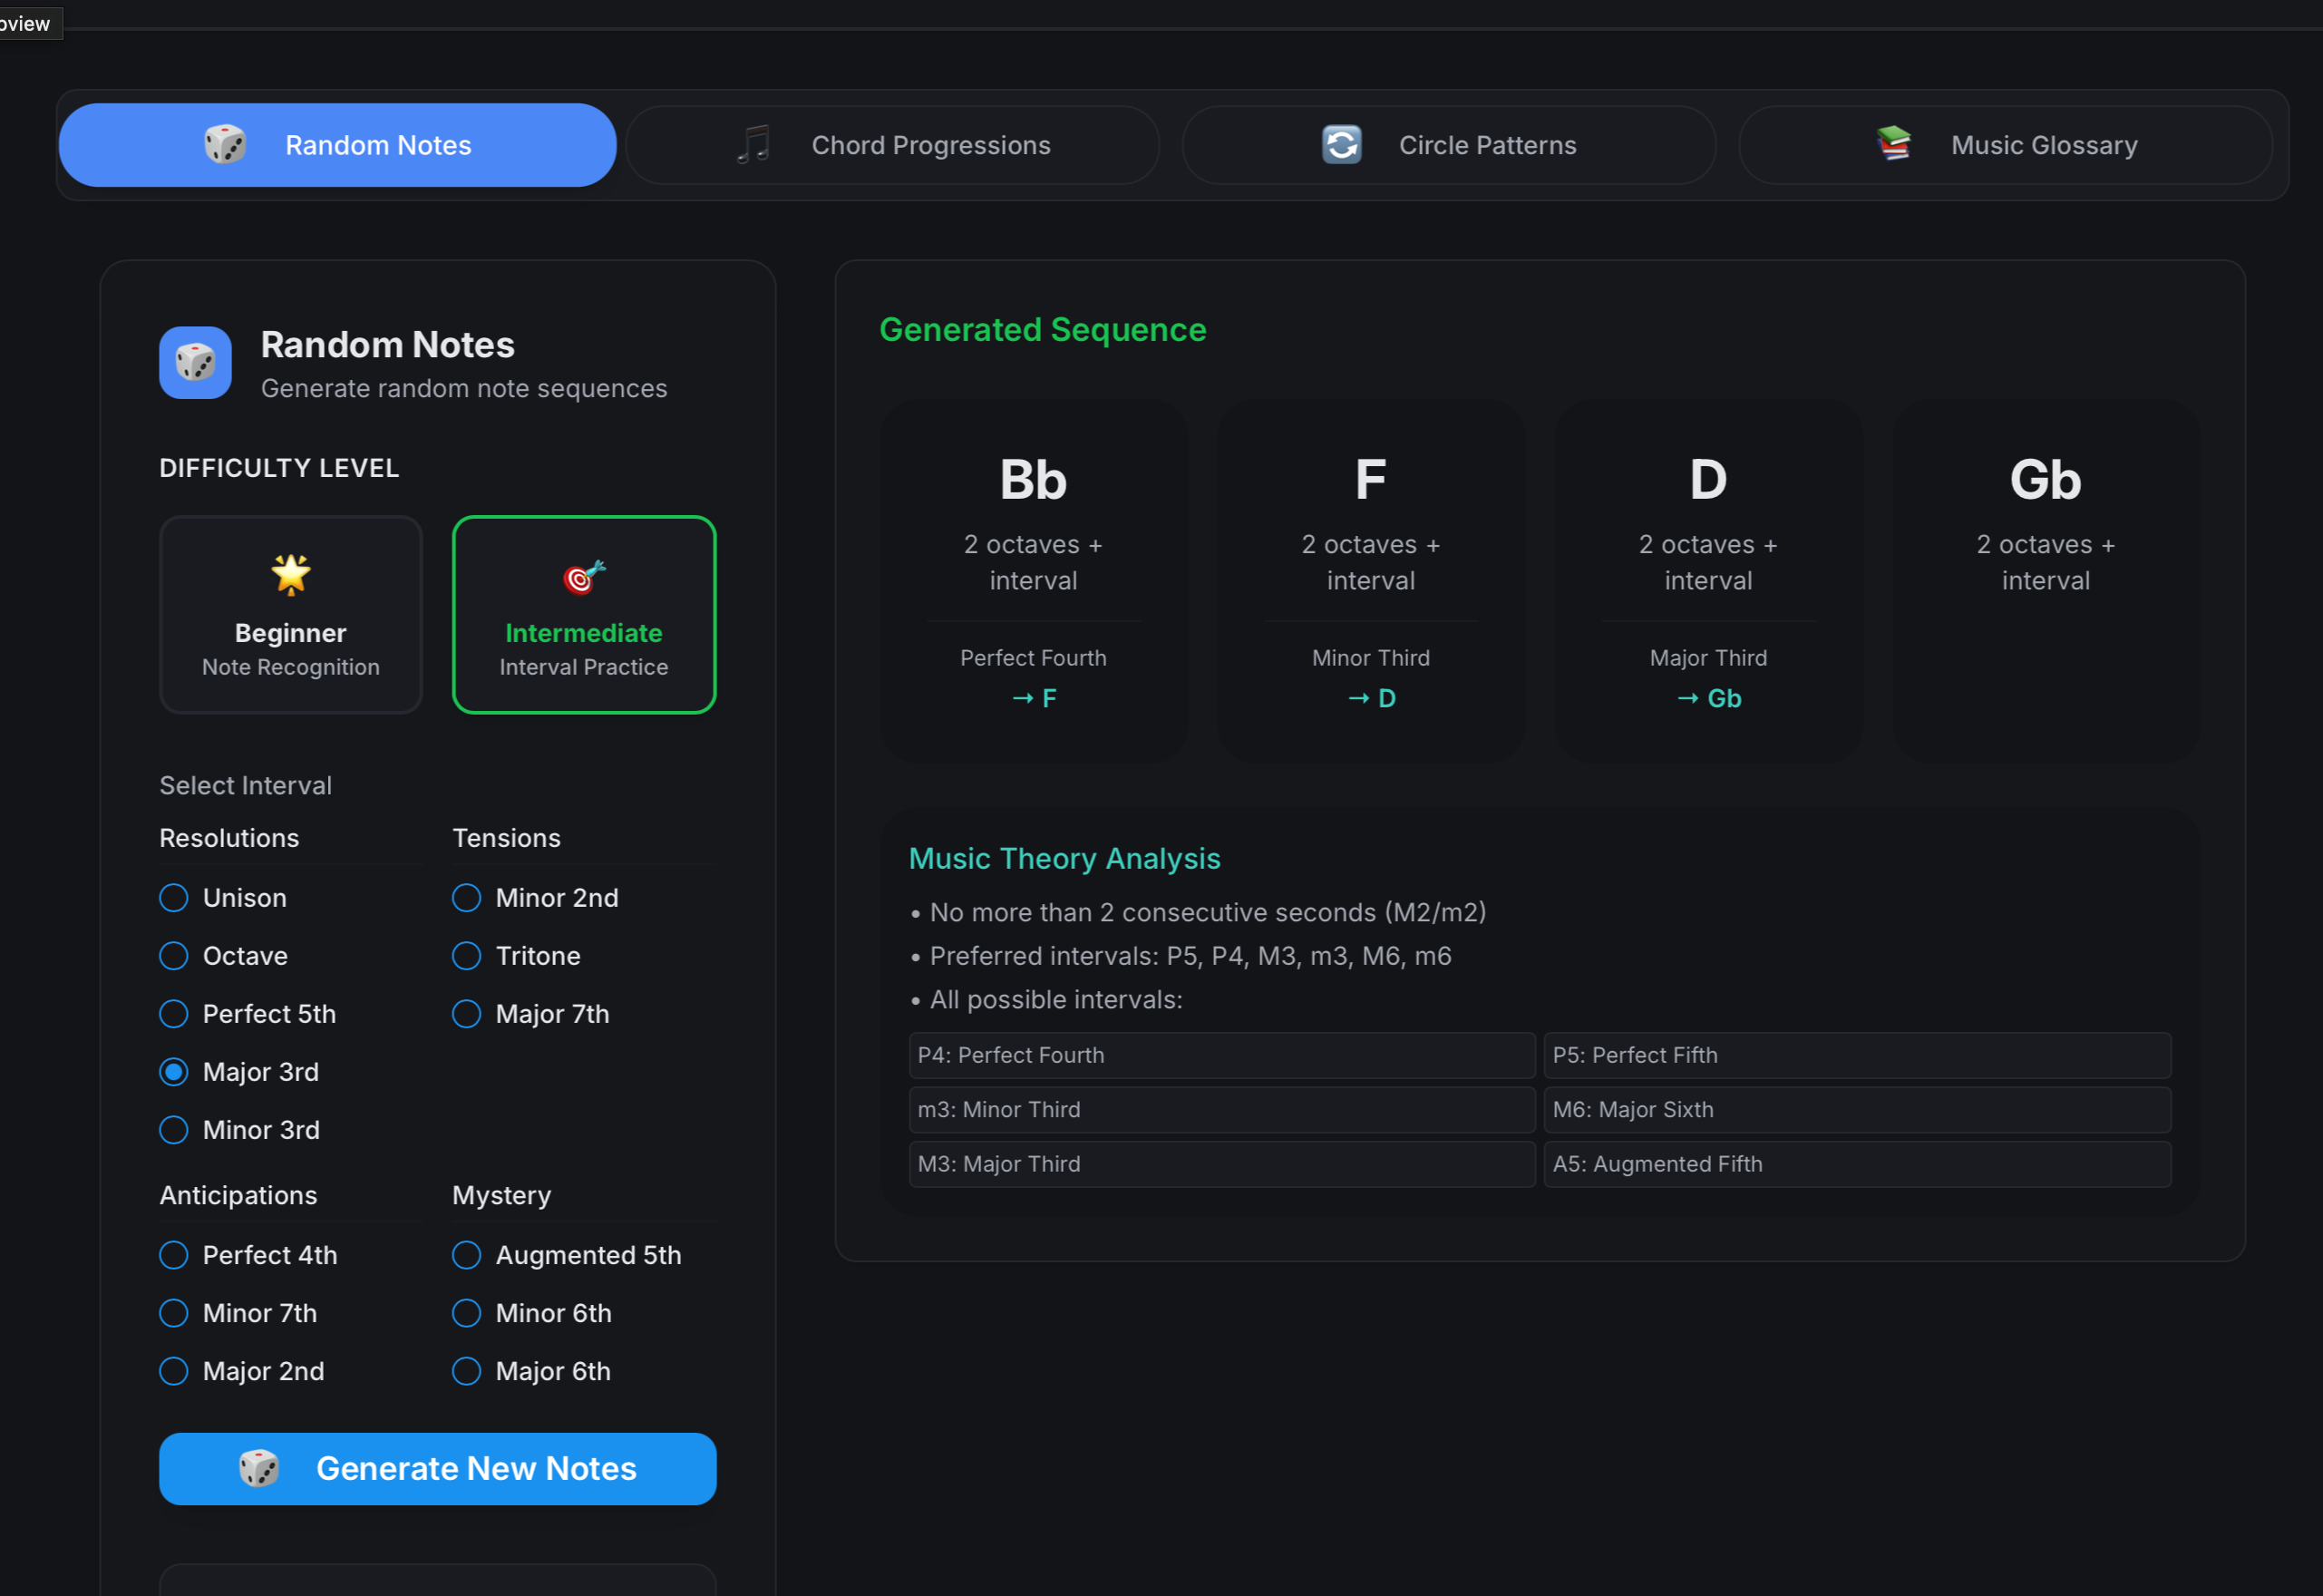 Random Notes
Chord Progressions
Circle Patterns
Music Glossary
Random Notes
Generate random note sequences
DIFFICULTY LEVEL
Beginner
Note Recognition
Intermediate
Interval Practice
Select Interval
Resolutions
Unison
Octave
Perfect 5th
Major 3rd
Minor 3rd
Tensions
Minor 2nd
Tritone
Major 7th
Anticipations
Perfect 4th
Minor 7th
Major 2nd
Mystery
Augmented 5th
Minor 6th
Major 6th
Generate New Notes
Generated Sequence
Bb
2 octaves +
interval
Perfect Fourth
→ F
F
2 octaves +
interval
Minor Third
→ D
D
2 octaves +
interval
Major Third
→ Gb
Gb
2 octaves +
interval
Music Theory Analysis
• No more than 2 consecutive seconds (M2/m2)
• Preferred intervals: P5, P4, M3, m3, M6, m6
• All possible intervals:
P4: Perfect Fourth
P5: Perfect Fifth
m3: Minor Third
M6: Major Sixth
M3: Major Third
A5: Augmented Fifth